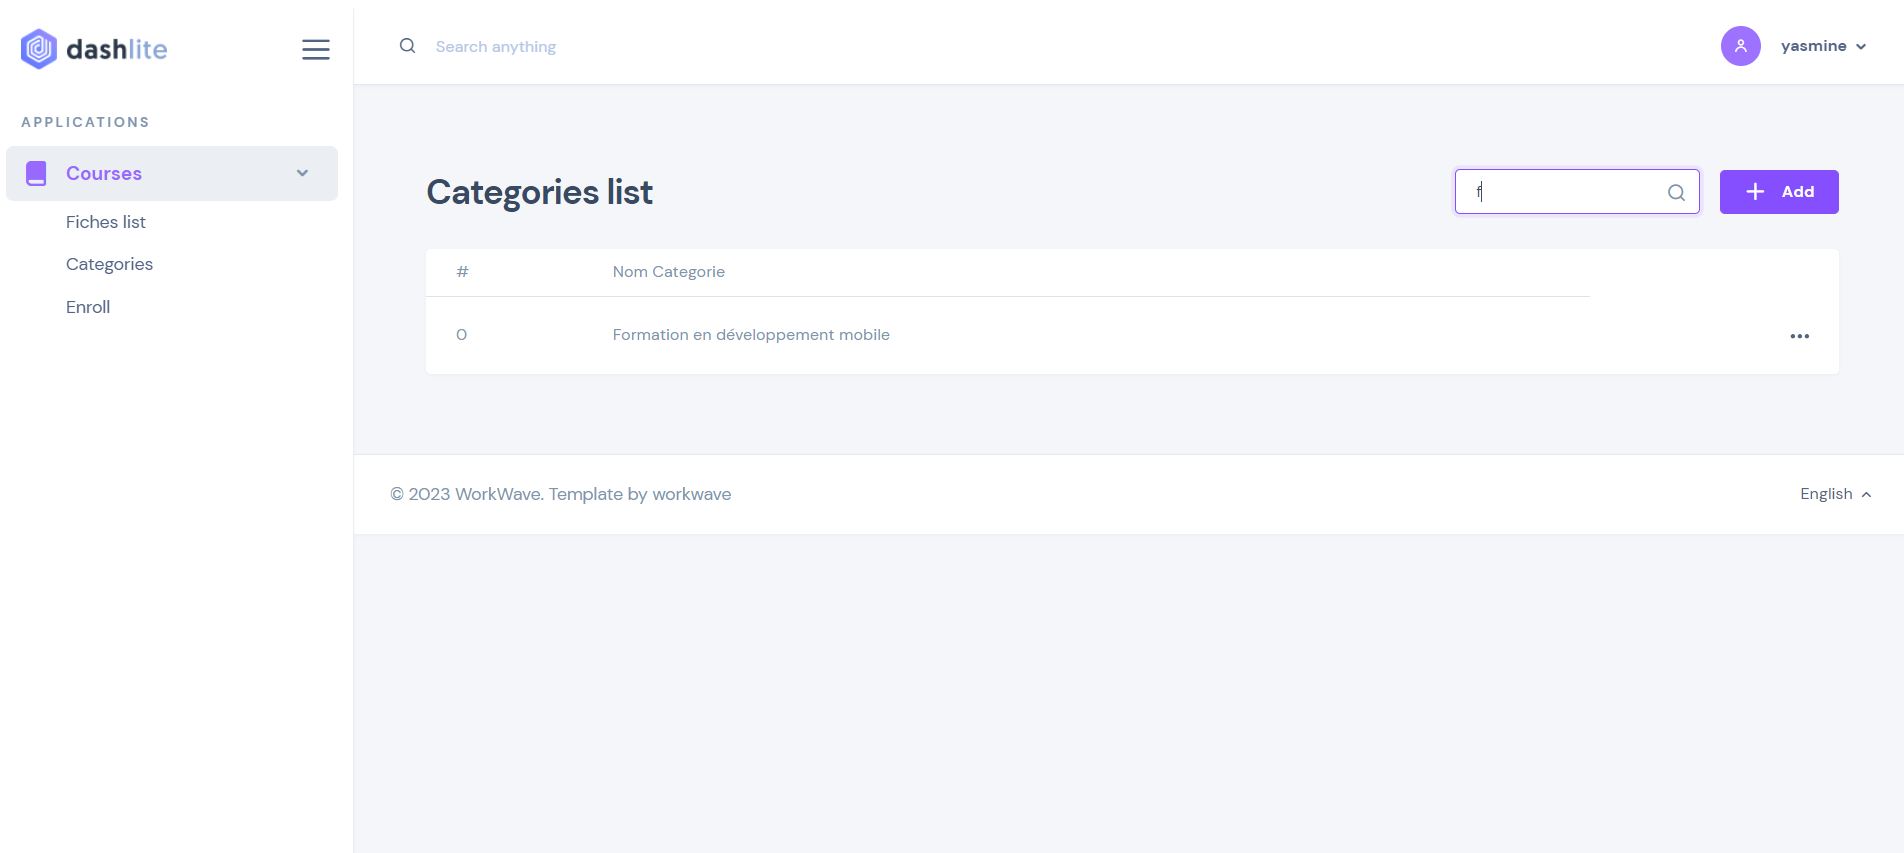 dashlite
Search anything
yasmine
APPLICATIONS
Courses
Fiches list
Categories
Enroll
Categories list
f
Add
# Nom Categorie
0 Formation en développement mobile
© 2023 WorkWave. Template by workwave
English